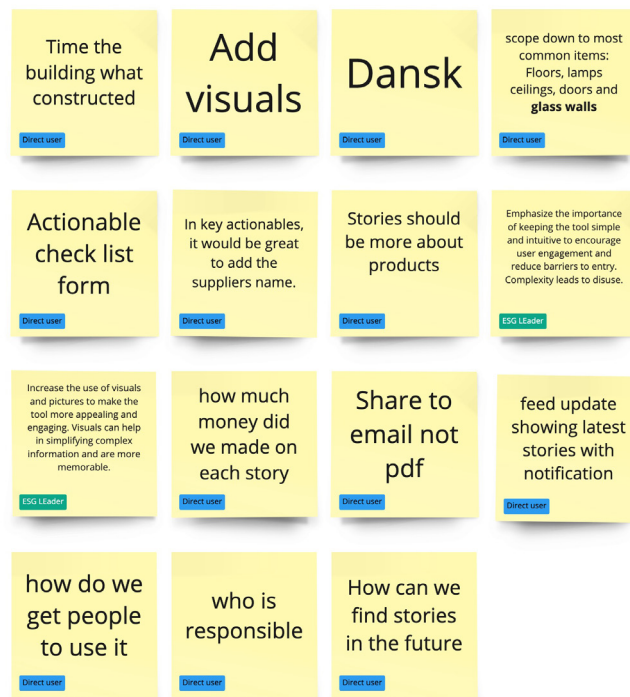 Time the
building what
constructed
Direct user
Add
visuals
Direct user
Dansk
Direct user
scope down to most
common items:
Floors, lamps
ceilings, doors and
glass walls
Direct user
Actionable
check list
form
Direct user
In key actionables,
it would be great
to add the
suppliers name.
Direct user
Stories should
be more about
products
Direct user
Emphasize the importance
of keeping the tool simple
and intuitive to encourage
user engagement and
reduce barriers to entry.
Complexity leads to disuse.
ESG LEader
Increase the use of visuals
and pictures to make the
tool more appealing and
engaging. Visuals can help
in simplifying complex
information and are more
memorable.
ESG LEader
how much
money did
we made on
each story
Direct user
Share to
email not
pdf
Direct user
feed update
showing latest
stories with
notification
Direct user
how do we
get people
to use it
Direct user
who is
responsible
Direct user
How can we
find stories
in the future
Direct user